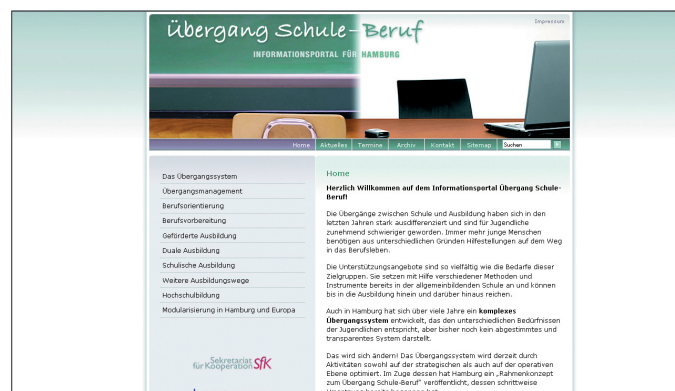 Impressum
Übergang Schule-Beruf
INFORMATIONSPORTAL FÜR HAMBURG
Home Aktuelles Termine Archiv Kontakt Sitemap Suchen
Das Übergangssystem
Übergangsmanagement
Berufsorientierung
Berufsvorbereitung
Geförderte Ausbildung
Duale Ausbildung
Schulische Ausbildung
Weitere Ausbildungswege
Hochschulbildung
Modularisierung in Hamburg und Europa
Sekretariat
für Kooperation SfK
Home
Herzlich Willkommen auf dem Informationsportal Übergang Schule-
Beruf!
Die Übergänge zwischen Schule und Ausbildung haben sich in den
letzten Jahren stark ausdifferenziert und sind für Jugendliche
zunehmend schwieriger geworden. Immer mehr junge Menschen
benötigen aus unterschiedlichen Gründen Hilfestellungen auf dem Weg
in das Berufsleben.
Die Unterstützungsangebote sind so vielfältig wie die Bedarfe dieser
Zielgruppen. Sie setzen mit Hilfe verschiedener Methoden und
Instrumente bereits in der allgemeinbildenden Schule an und können
bis in die Ausbildung hinein und darüber hinaus reichen.
Auch in Hamburg hat sich über viele Jahre ein komplexes
Übergangssystem entwickelt, das den unterschiedlichen Bedürfnissen
der Jugendlichen entspricht, aber bisher noch kein abgestimmtes und
transparentes System darstellt.
Das wird sich ändern! Das Übergangssystem wird derzeit durch
Aktivitäten sowohl auf der strategischen als auch auf der operativen
Ebene optimiert. Im Zuge dessen hat Hamburg ein „Rahmenkonzept
zum Übergang Schule-Beruf" veröffentlicht, dessen schrittweise